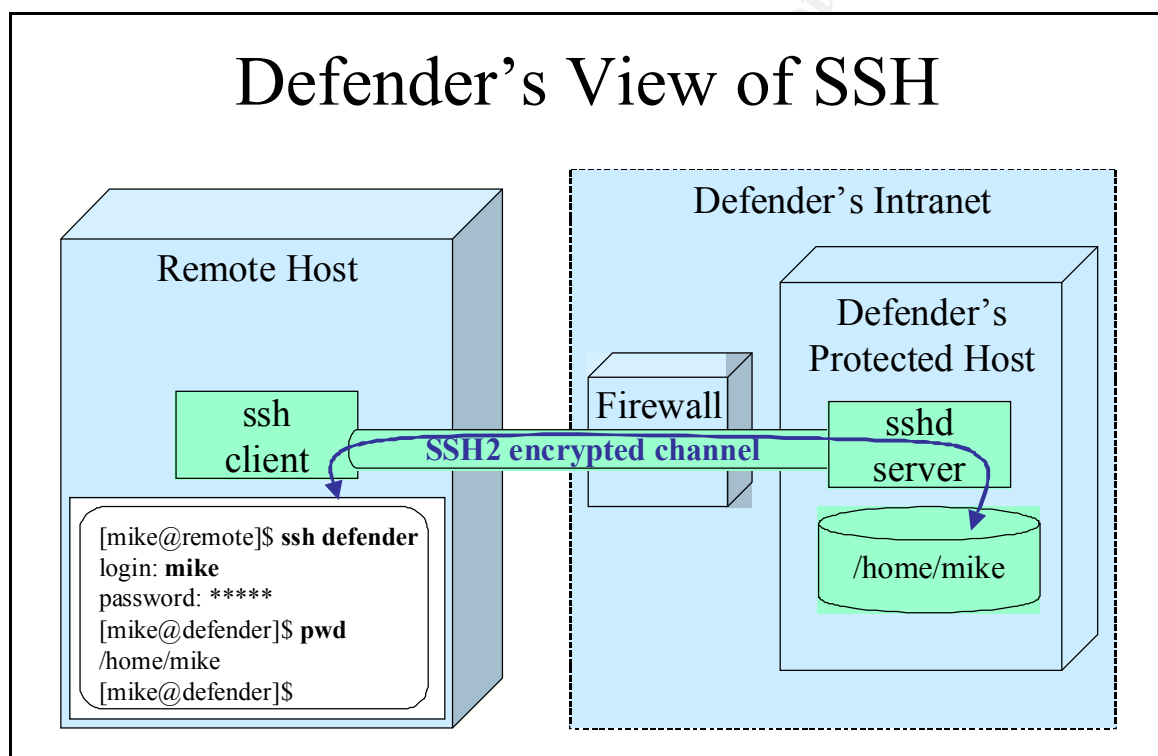 Defender's View of SSH
Remote Host
ssh
client
[mike@remote]$ ssh defender
login: mike
password: *****
[mike@defender]$ pwd
/home/mike
[mike@defender]$
SSH2 encrypted channel
Defender's Intranet
Firewall
Defender's
Protected Host
sshd
server
/home/mike